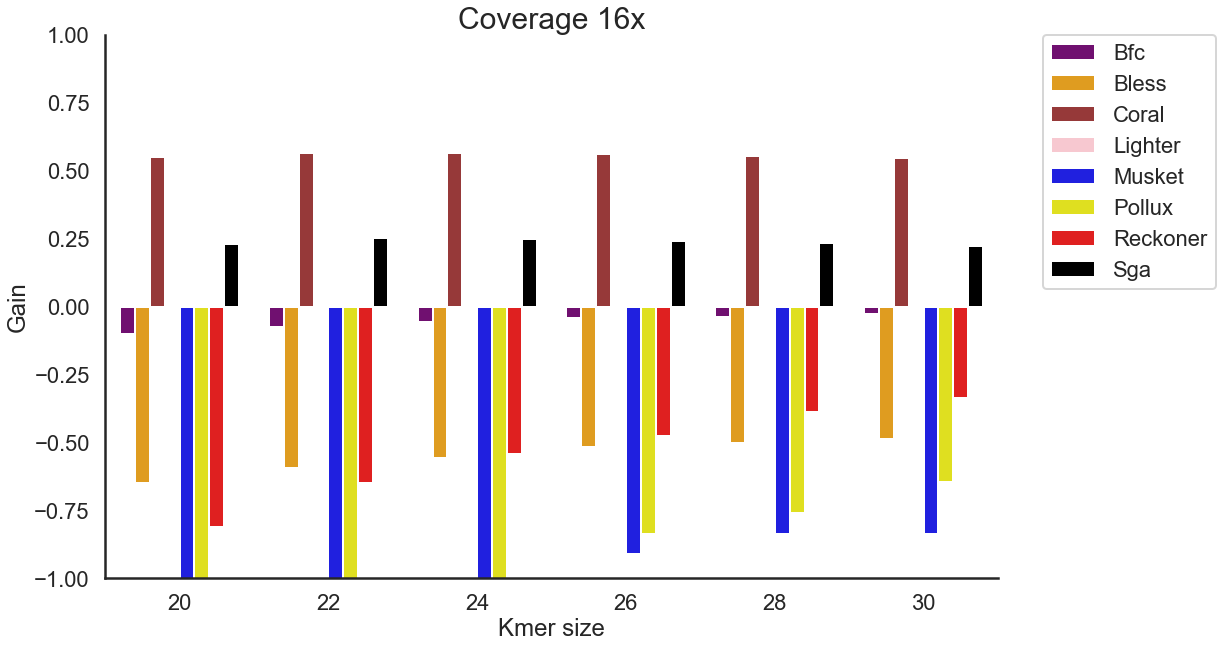 Coverage 16x
1.00
0.75
0.50
0.25
0.00
−0.25
−0.50
−0.75
−1.00
Gain
20 22 24 26 28 30
Kmer size
Bfc
Bless
Coral
Lighter
Musket
Pollux
Reckoner
Sga